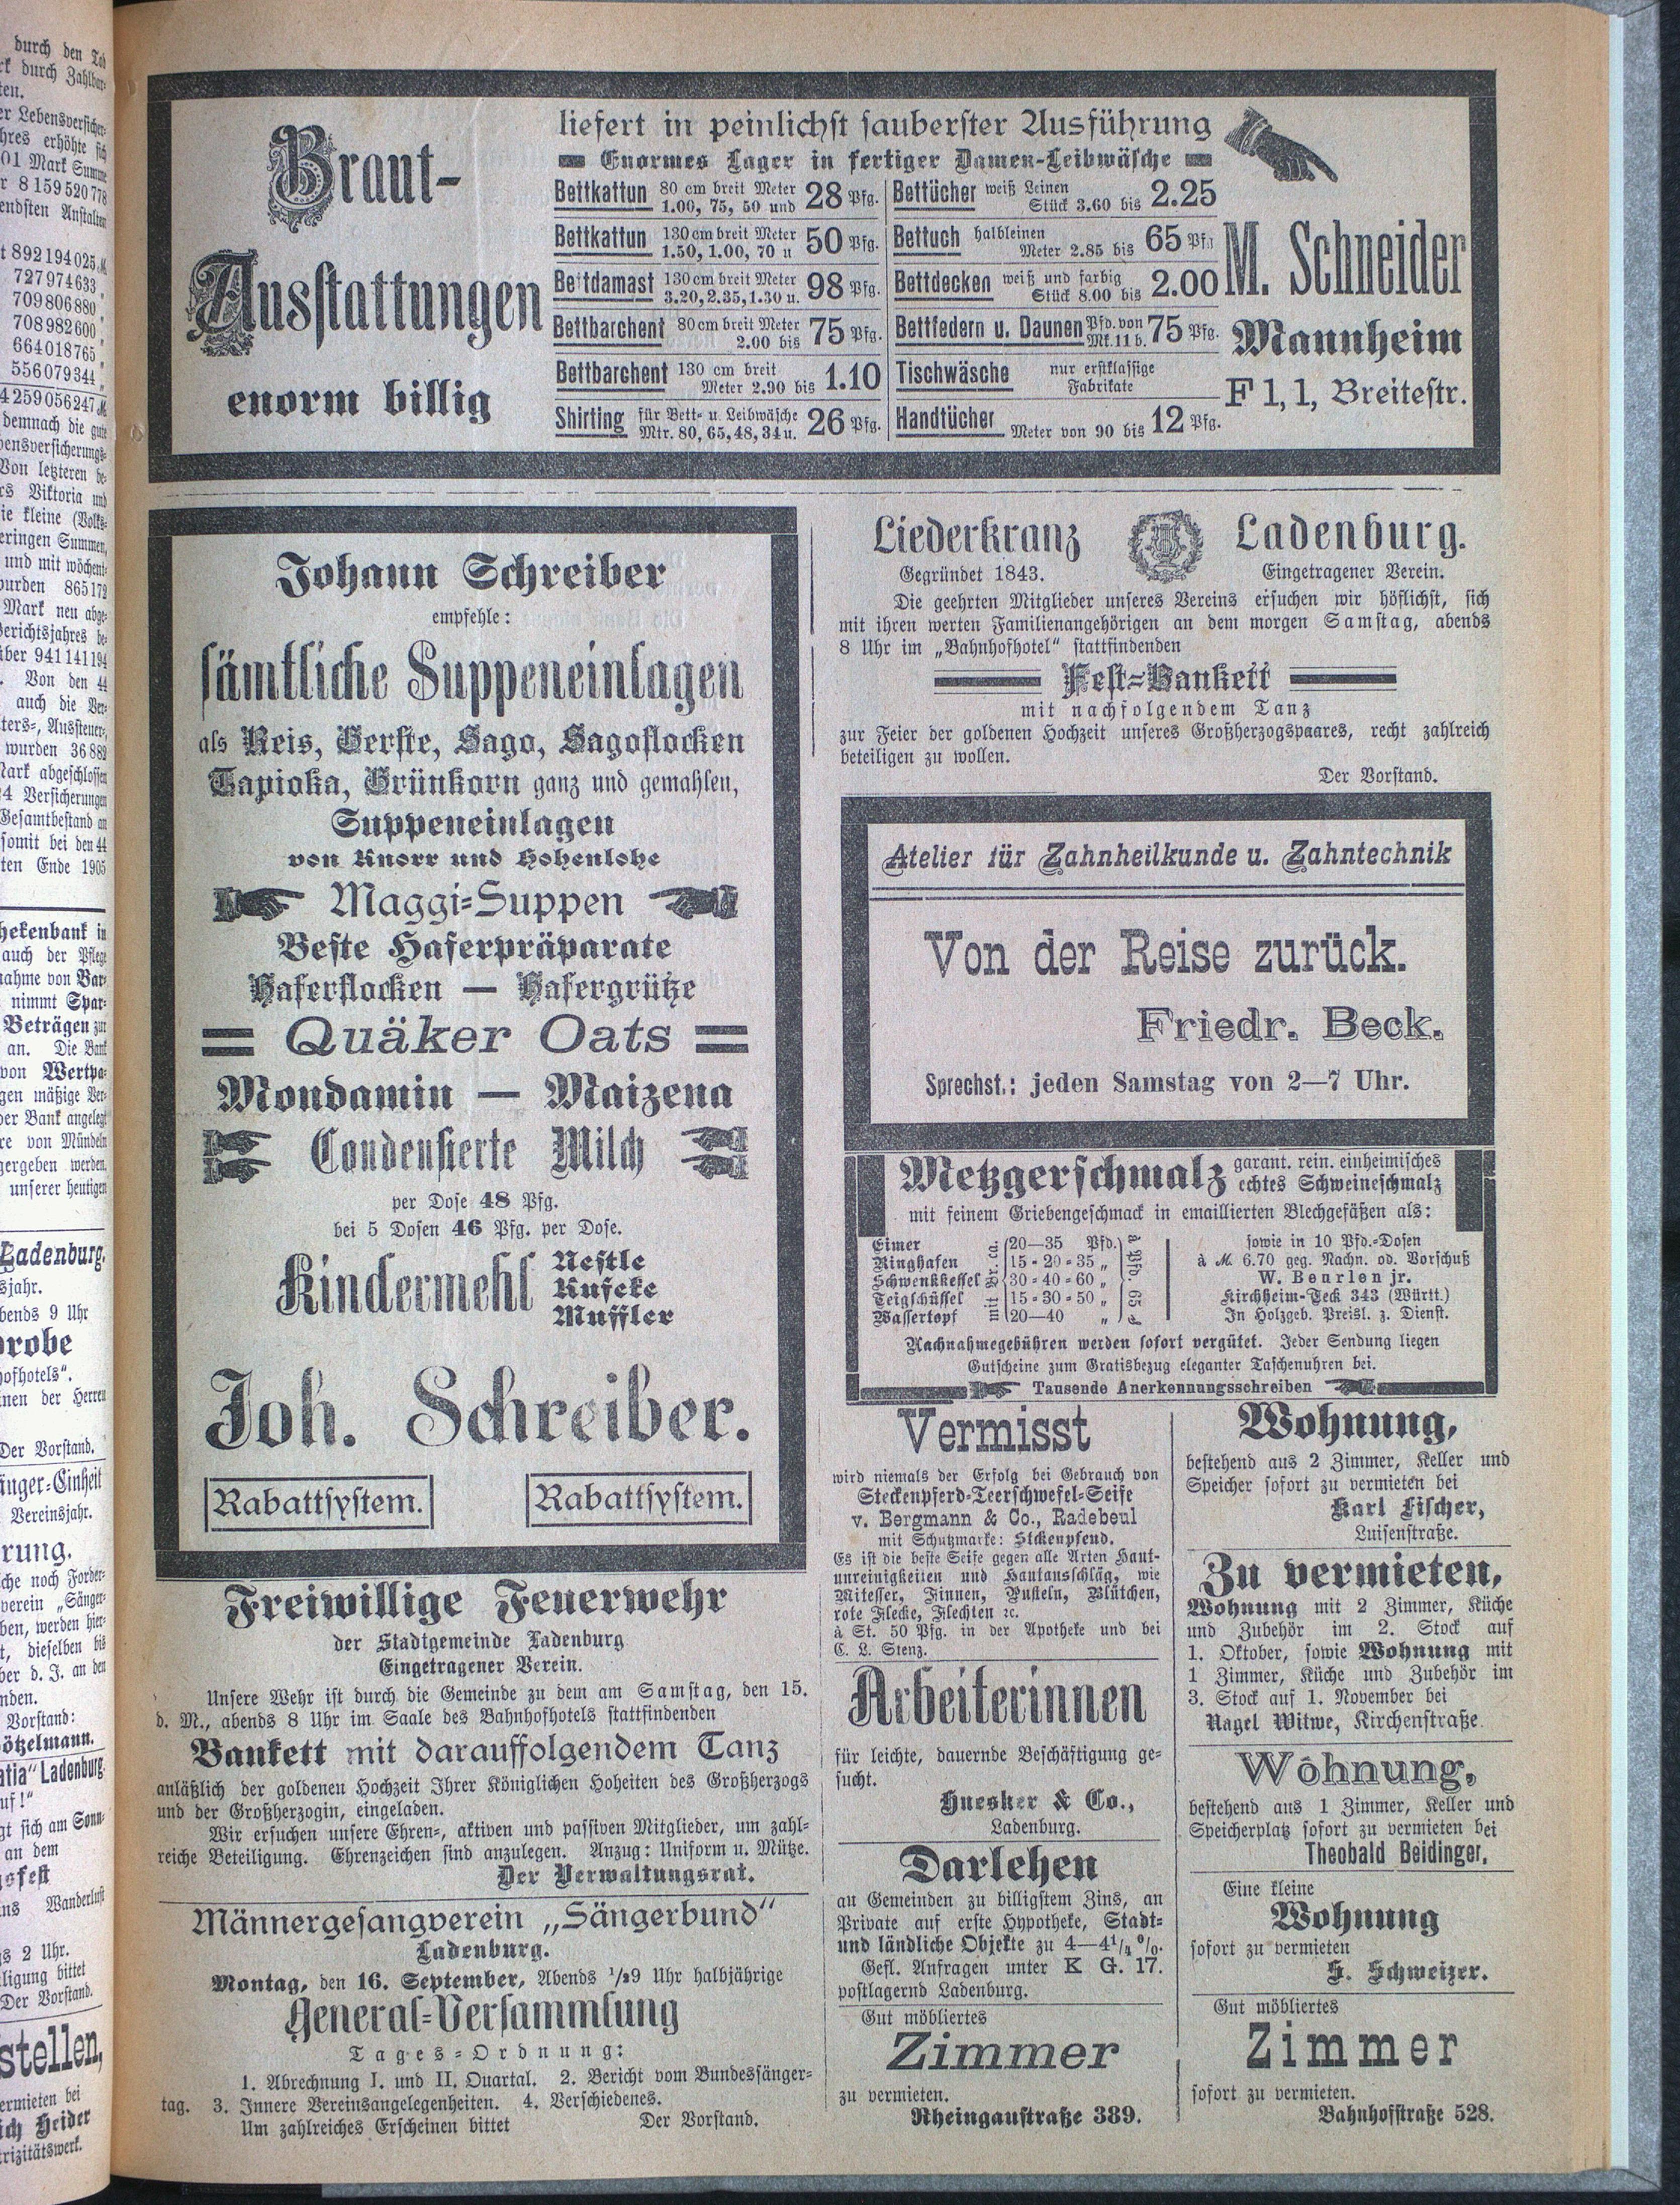 Braut-
Ausstattungen
enorm billig
liefert in peinlichst sauberster Ausführung
Enormes Lager in fertiger Damen-Leibwäsche
Bettkattun 80 cm breit Meter 1.00, 75, 50 und 28 Pfg.
Bettkattun 130 cm breit Meter 1.50, 1.00, 70 u 50 Pfg.
Bettdamast 130 cm breit Meter 3.20, 2.35, 1.30 u. 98 Pfg.
Bettbarchent 80 cm breit Meter 2.00 bis 75 Pfg.
Bettbarchent 130 cm breit Meter 2.90 bis 1.10
Shirting für Bett- u. Leibwäsche Mtr. 80, 65, 48, 34 u. 26 Pfg.
Bettücher weiß Leinen Stück 3.60 bis 2.25
Bettuch halbleinen Meter 2.85 bis 65 Pfg
Bettdecken weiß und farbig Stück 8.00 bis 2.00
Bettfedern u. Daunen Pfd. von Mk. 11 b. 75 Pfg.
Tischwäsche nur erstklassige Fabrikate
Handtücher Meter von 90 bis 12 Pfg.
M. Schneider
Mannheim
F 1, 1, Breitestr.
Johann Schreiber
empfehle:
sämtliche Suppeneinlagen
als Reis, Gerste, Sago, Sagoflocken
Tapioka, Grünkorn ganz und gemahlen,
Suppeneinlagen
von Knorr und Hohenlohe
Maggi-Suppen
Beste Haferpräparate
Haferflocken — Hafergrütze
Quäker Oats
Mondamin — Maizena
Condensierte Milch
per Dose 48 Pfg.
bei 5 Dosen 46 Pfg. per Dose.
Kindermehl
Nestle
Kufeke
Muffler
Joh. Schreiber.
Rabattsystem. Rabattsystem.
Freiwillige Feuerwehr
der Stadtgemeinde Ladenburg
Eingetragener Verein.
Unsere Wehr ist durch die Gemeinde zu dem am Samstag, den 15.
d. M., abends 8 Uhr im Saale des Bahnhofhotels stattfindenden
Bankett mit darauffolgendem Tanz
anläßlich der goldenen Hochzeit Ihrer Königlichen Hoheiten des Großherzogs
und der Großherzogin, eingeladen.
Wir ersuchen unsere Ehren-, aktiven und passiven Mitglieder, um zahl-
reiche Beteiligung. Ehrenzeichen sind anzulegen. Anzug: Uniform u. Mütze.
Der Verwaltungsrat.
Männergesangverein „Sängerbund"
Ladenburg.
Montag, den 16. September, Abends ½9 Uhr halbjährige
General-Versammlung
Tages-Ordnung:
1. Abrechnung I. und II. Quartal. 2. Bericht vom Bundessänger-
tag. 3. Innere Vereinsangelegenheiten. 4. Verschiedenes.
Um zahlreiches Erscheinen bittet Der Vorstand.
Liederkranz Ladenburg.
Gegründet 1843. Eingetragener Verein.
Die geehrten Mitglieder unseres Vereins ersuchen wir höflichst, sich
mit ihren werten Familienangehörigen an dem morgen Samstag, abends
8 Uhr im „Bahnhofhotel" stattfindenden
Fest-Bankett
mit nachfolgendem Tanz
zur Feier der goldenen Hochzeit unseres Großherzogspaares, recht zahlreich
beteiligen zu wollen.
Der Vorstand.
Atelier für Zahnheilkunde u. Zahntechnik
Von der Reise zurück.
Friedr. Beck.
Sprechst.: jeden Samstag von 2—7 Uhr.
Metzgerschmalz garant. rein. einheimisches
echtes Schweineschmalz
mit feinem Griebengeschmack in emaillierten Blechgefäßen als:
Eimer 20—35 Pfd.
Ringhafen 15-20-35 „
Schwenkkessel 30-40-60 „
Teigschüssel 15-30-50 „
Wassertopf 20—40 „
sowie in 10 Pfd.-Dosen
à M. 6.70 geg. Nachn. od. Vorschuß
W. Beurlen jr.
Kirchheim-Teck 343 (Württ.)
In Holzgeb. Preisl. z. Dienst.
Nachnahmegebühren werden sofort vergütet. Jeder Sendung liegen
Gutscheine zum Gratisbezug eleganter Taschenuhren bei.
Tausende Anerkennungsschreiben
Vermisst
wird niemals der Erfolg bei Gebrauch von
Steckenpferd-Teerschwefel-Seife
v. Bergmann & Co., Radebeul
mit Schutzmarke: Stckenpfend.
Es ist die beste Seife gegen alle Arten Haut-
unreinigkeiten und Hautausschläg, wie
Mitesser, Finnen, Pusteln, Blütchen,
rote Flecke, Flechten ꝛc.
à St. 50 Pfg. in der Apotheke und bei
C. L. Stenz.
Arbeiterinnen
für leichte, dauernde Beschäftigung ge-
sucht.
Huesker & Co.,
Ladenburg.
Darlehen
an Gemeinden zu billigstem Zins, an
Private auf erste Hypotheke, Stadt-
und ländliche Objekte zu 4—4¼ %.
Gefl. Anfragen unter K G. 17.
postlagernd Ladenburg.
Gut möbliertes
Zimmer
zu vermieten.
Rheingaustraße 389.
Wohnung,
bestehend aus 2 Zimmer, Keller und
Speicher sofort zu vermieten bei
Karl Fischer,
Luisenstraße.
Zu vermieten,
Wohnung mit 2 Zimmer, Küche
und Zubehör im 2. Stock auf
1. Oktober, sowie Wohnung mit
1 Zimmer, Küche und Zubehör im
3. Stock auf 1. November bei
Nagel Witwe, Kirchenstraße.
Wohnung,
bestehend aus 1 Zimmer, Keller und
Speicherplatz sofort zu vermieten bei
Theobald Beidinger.
Eine kleine
Wohnung
sofort zu vermieten
H. Schweizer.
Gut möbliertes
Zimmer
sofort zu vermieten.
Bahnhofstraße 528.